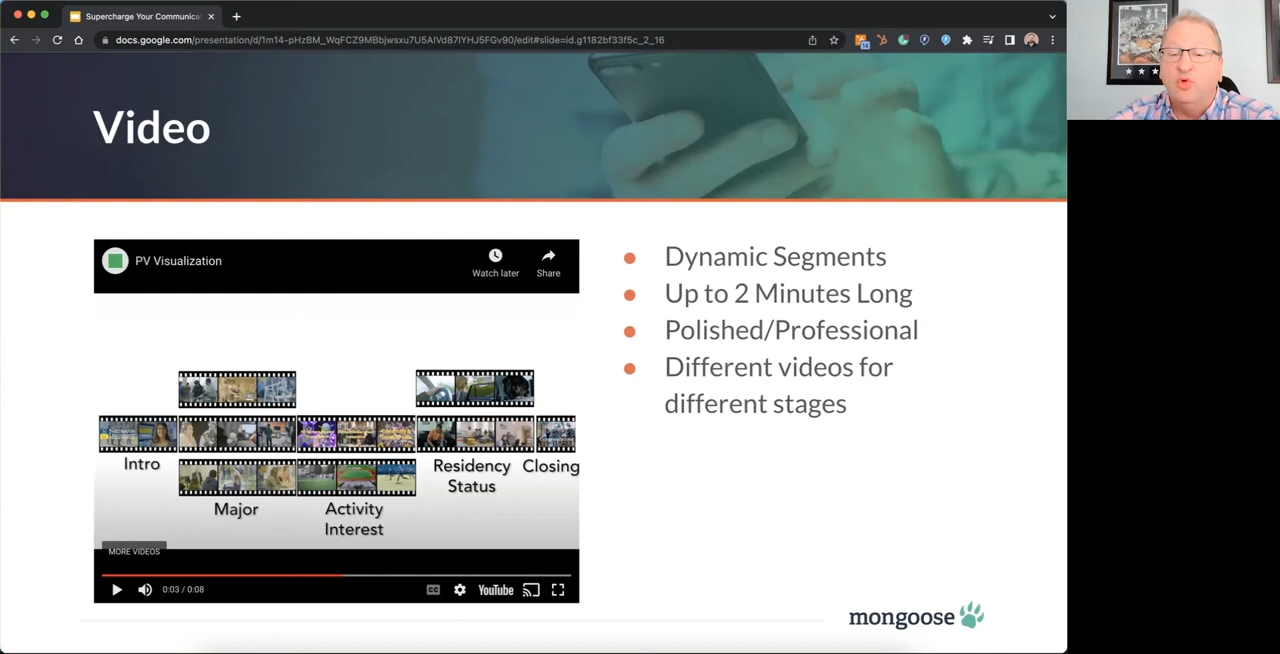 Supercharge Your Communica
docs.google.com/presentation/d/1m14-pHzBM_WqFCZ9MBbjwsxu7U5AlVd87IYHJ5FGv90/edit#slide=id.g1182bf33f5c_2_16
Video
PV Visualization
Watch later
Share
Intro
Major
Activity
Interest
Residency
Status
Closing
MORE VIDEOS
0:03 / 0:08
CC
YouTube
Dynamic Segments
Up to 2 Minutes Long
Polished/Professional
Different videos for
different stages
mongoose